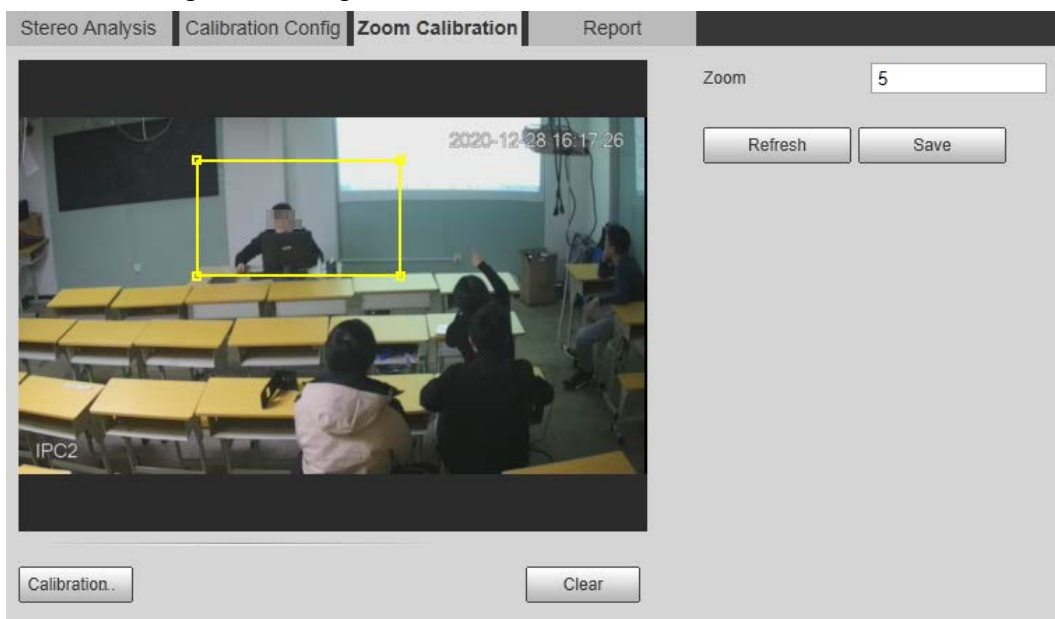 Stereo Analysis Calibration Config Zoom Calibration Report
Zoom 5
2020-12-28 16:17:26
Refresh Save
IPC2
Calibration..
Clear